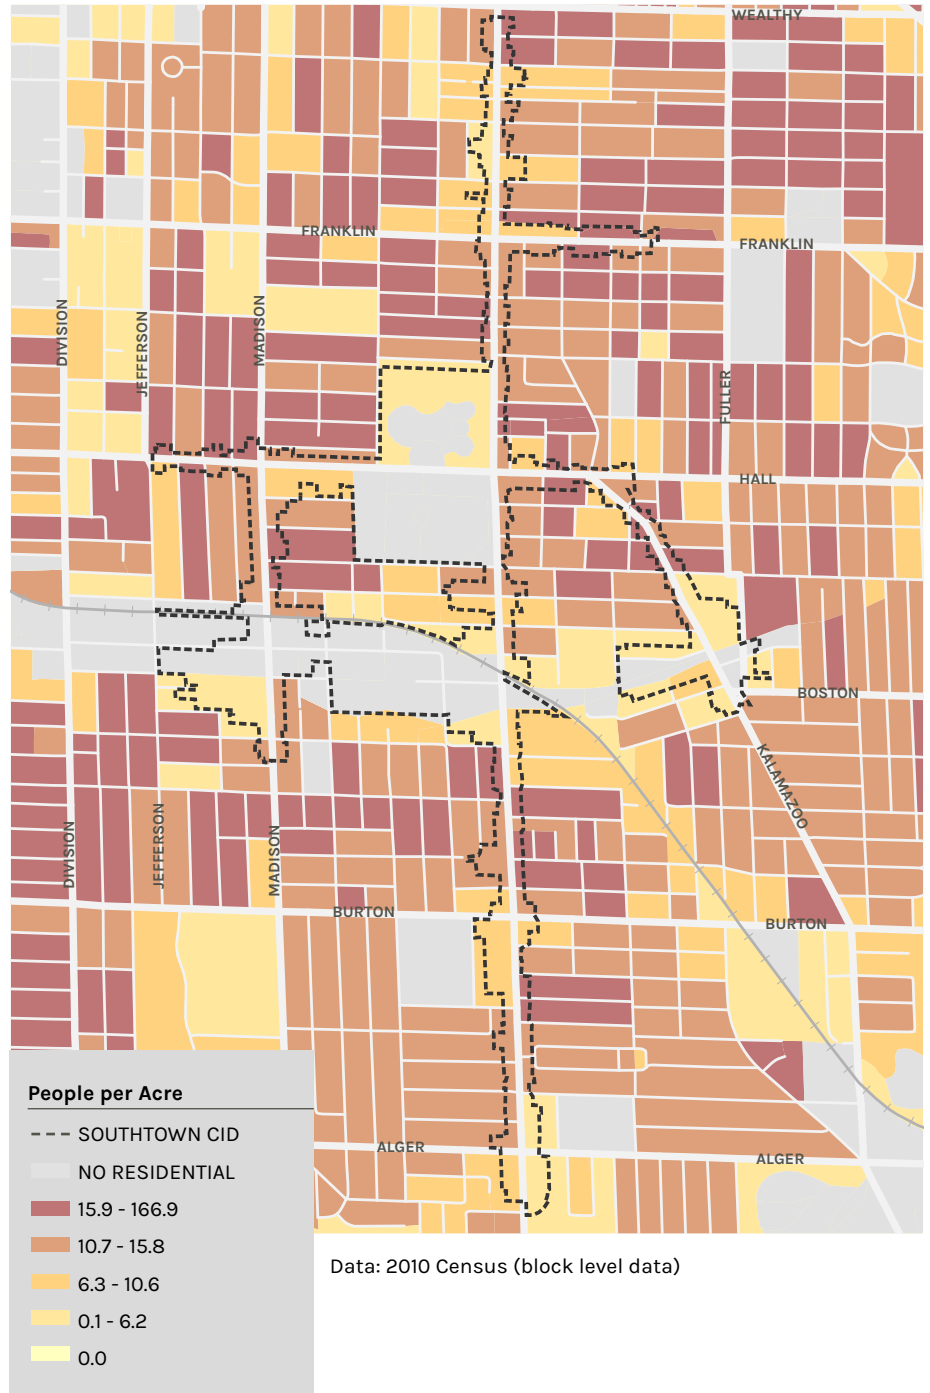 WEALTHY
FRANKLIN
FRANKLIN
DIVISION
JEFFERSON
MADISON
FULLER
HALL
BOSTON
KALAMAZOO
DIVISION
JEFFERSON
MADISON
BURTON
BURTON
ALGER
ALGER
People per Acre
SOUTHTOWN CID
NO RESIDENTIAL
15.9 - 166.9
10.7 - 15.8
6.3 - 10.6
0.1 - 6.2
0.0
Data: 2010 Census (block level data)